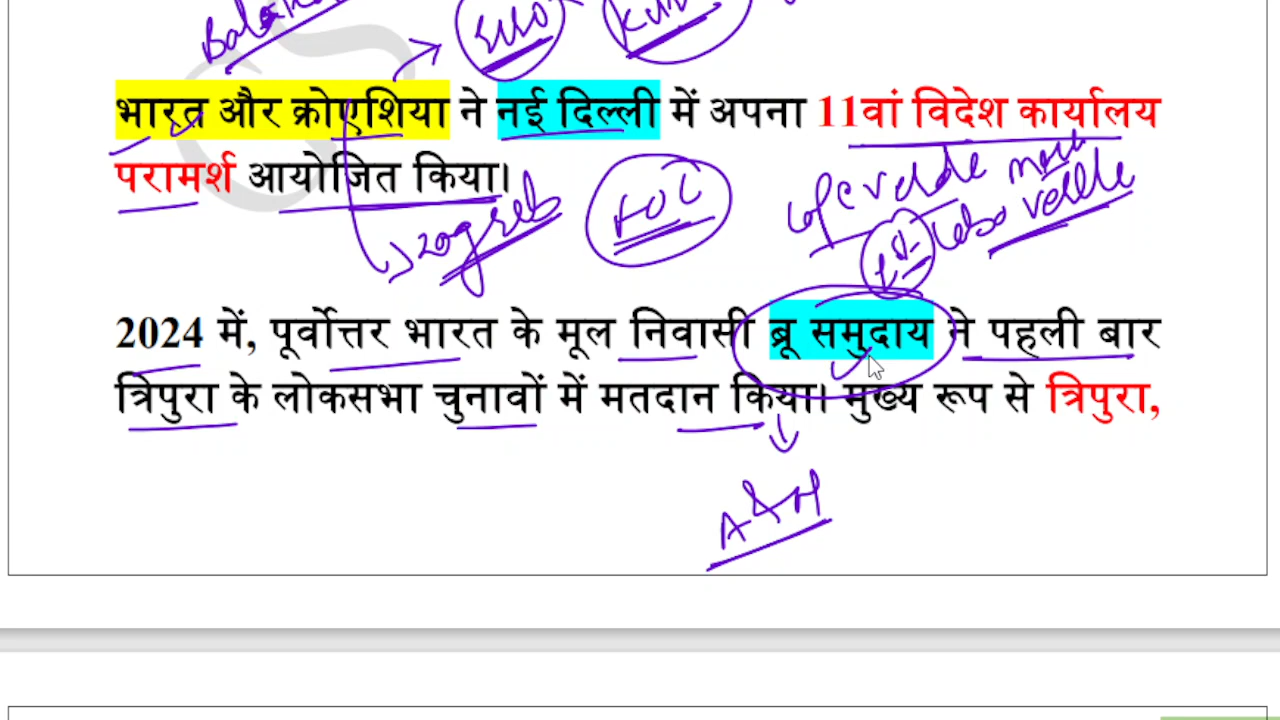 Euro
भारत और क्रोएशिया ने नई दिल्ली में अपना 11वां विदेश कार्यालय
परामर्श आयोजित किया।
zagreb
FOC
2024 में, पूर्वोत्तर भारत के मूल निवासी ब्रू समुदाय ने पहली बार
त्रिपुरा के लोकसभा चुनावों में मतदान किया। मुख्य रूप से त्रिपुरा,